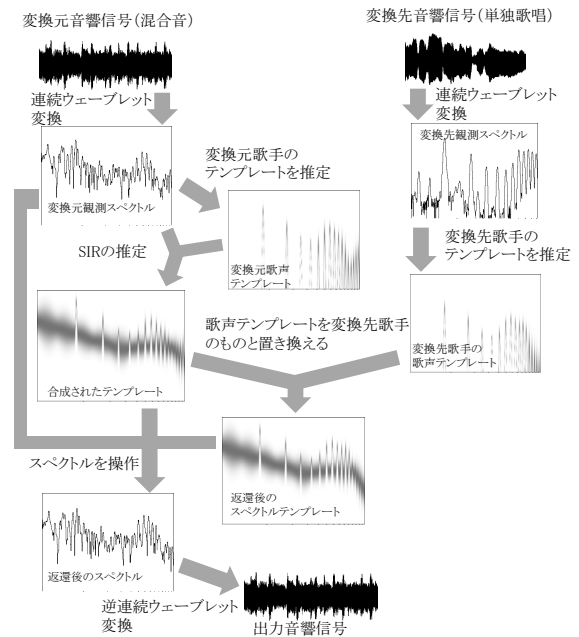 変換元音響信号(混合音)
変換先音響信号(単独歌唱)
連続ウェーブレット
変換
連続ウェーブレット
変換
変換先観測スペクトル
変換元歌手の
テンプレートを推定
変換元観測スペクトル
変換先歌手の
テンプレートを推定
SIRの推定
変換元歌声
テンプレート
歌声テンプレートを変換先歌手
のものと置き換える
変換先歌手の
歌声テンプレート
合成されたテンプレート
スペクトルを操作
返還後の
スペクトルテンプレート
返還後のスペクトル
逆連続ウェーブレット
変換
出力音響信号